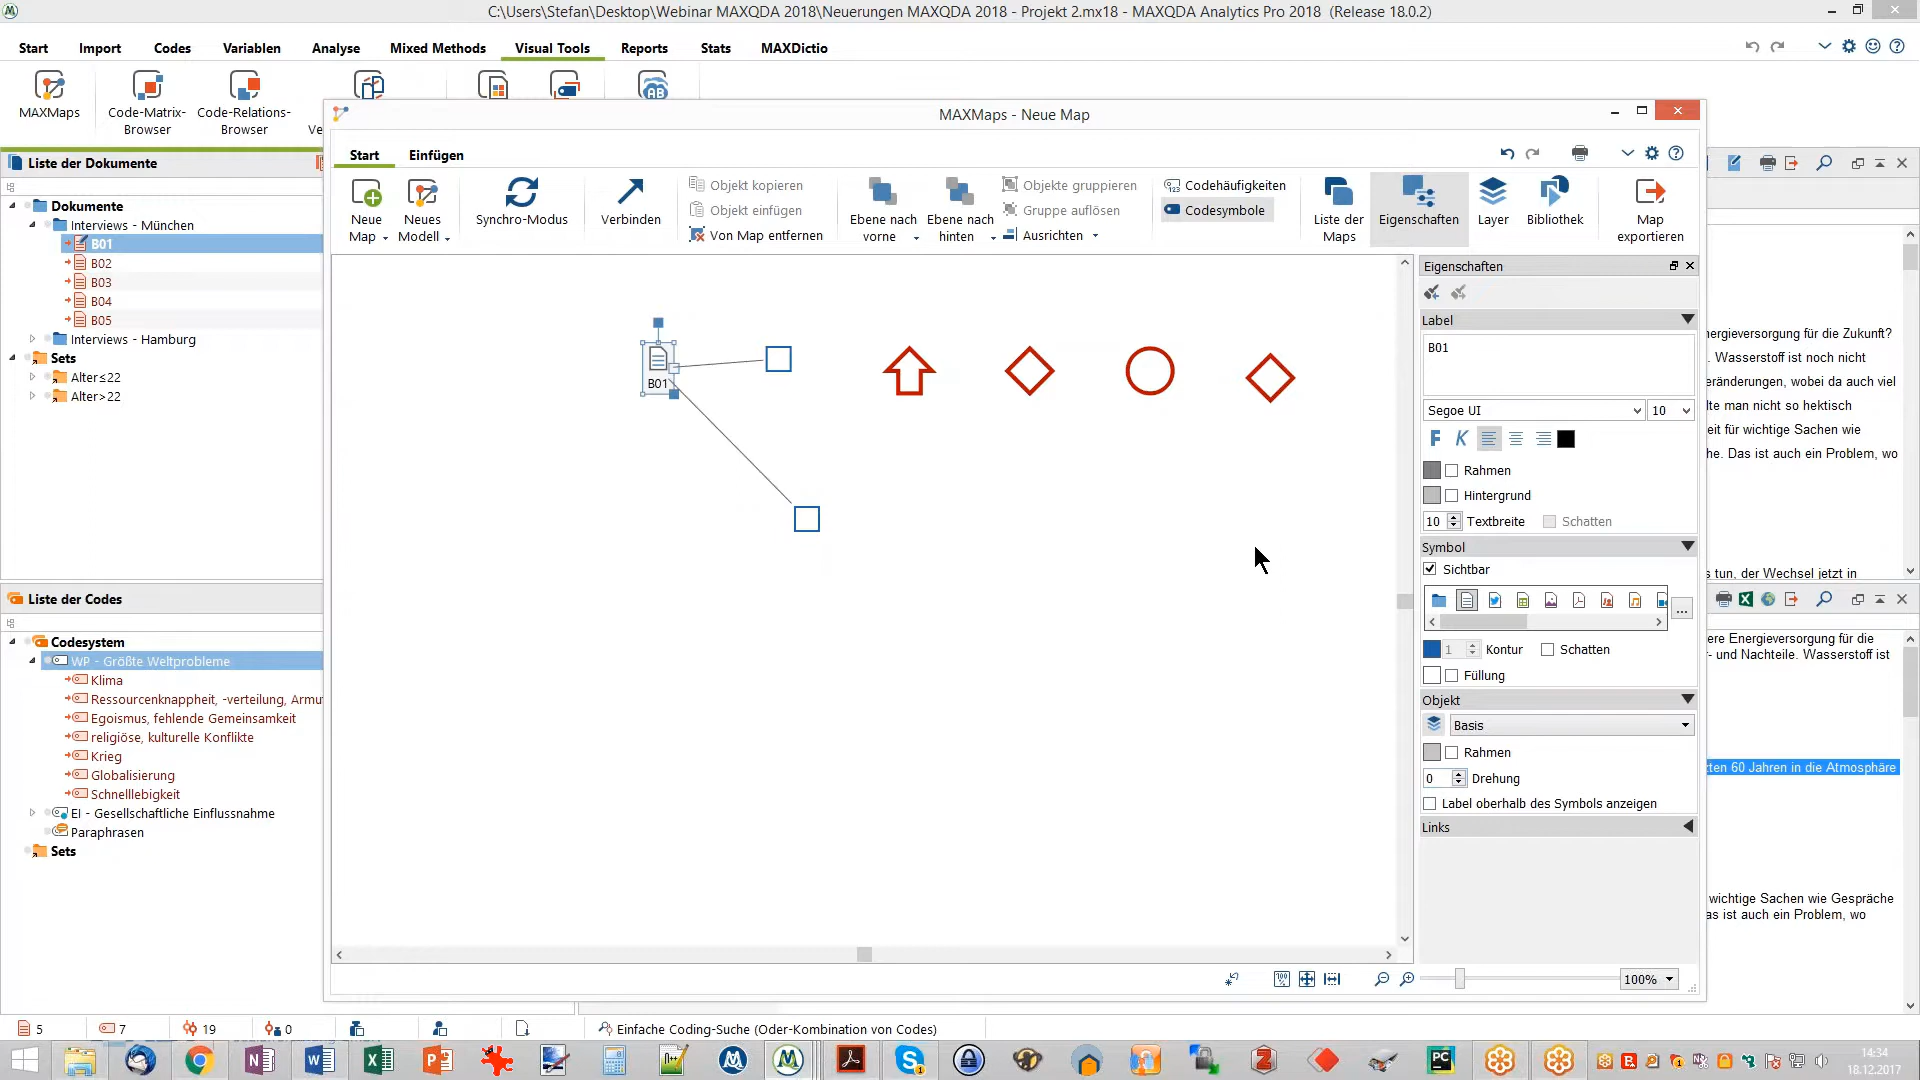 C:\Users\Stefan\Desktop\Webinar MAXQDA 2018\Neuerungen MAXQDA 2018 - Projekt 2.mx18 - MAXQDA Analytics Pro 2018 (Release 18.0.2)
Start Import Codes Variablen Analyse Mixed Methods Visual Tools Reports Stats MAXDictio
MAXMaps
Code-Matrix-
Browser
Code-Relations-
Browser
MAXMaps - Neue Map
Liste der Dokumente
Dokumente
Interviews - München
B01
B02
B03
B04
B05
Interviews - Hamburg
Sets
Alter≤22
Alter>22
Start Einfügen
Neue
Map
Neues
Modell
Synchro-Modus
Verbinden
Objekt kopieren
Objekt einfügen
Von Map entfernen
Ebene nach
vorne
Ebene nach
hinten
Objekte gruppieren
Gruppe auflösen
Ausrichten
Codehäufigkeiten
Codesymbole
Liste der
Maps
Eigenschaften
Layer
Bibliothek
Map
exportieren
B01
Eigenschaften
Label
B01
Segoe UI 10
F K
Rahmen
Hintergrund
10 Textbreite Schatten
Symbol
Sichtbar
...
1 Kontur Schatten
Füllung
Objekt
Basis
Rahmen
0 Drehung
Label oberhalb des Symbols anzeigen
Links
100%
nergieversorgung für die Zukunft?
Wasserstoff ist noch nicht
eränderungen, wobei da auch viel
lte man nicht so hektisch
eit für wichtige Sachen wie
he. Das ist auch ein Problem, wo
s tun, der Wechsel jetzt in
ere Energieversorgung für die
r- und Nachteile. Wasserstoff ist
ten 60 Jahren in die Atmosphäre
wichtige Sachen wie Gespräche
as ist auch ein Problem, wo
Liste der Codes
Codesystem
WP - Größte Weltprobleme
Klima
Ressourcenknappheit, -verteilung, Armu
Egoismus, fehlende Gemeinsamkeit
religiöse, kulturelle Konflikte
Krieg
Globalisierung
Schnelllebigkeit
EI - Gesellschaftliche Einflussnahme
Paraphrasen
Sets
5 7 19 0 Einfache Coding-Suche (Oder-Kombination von Codes)
14:34
18.12.2017